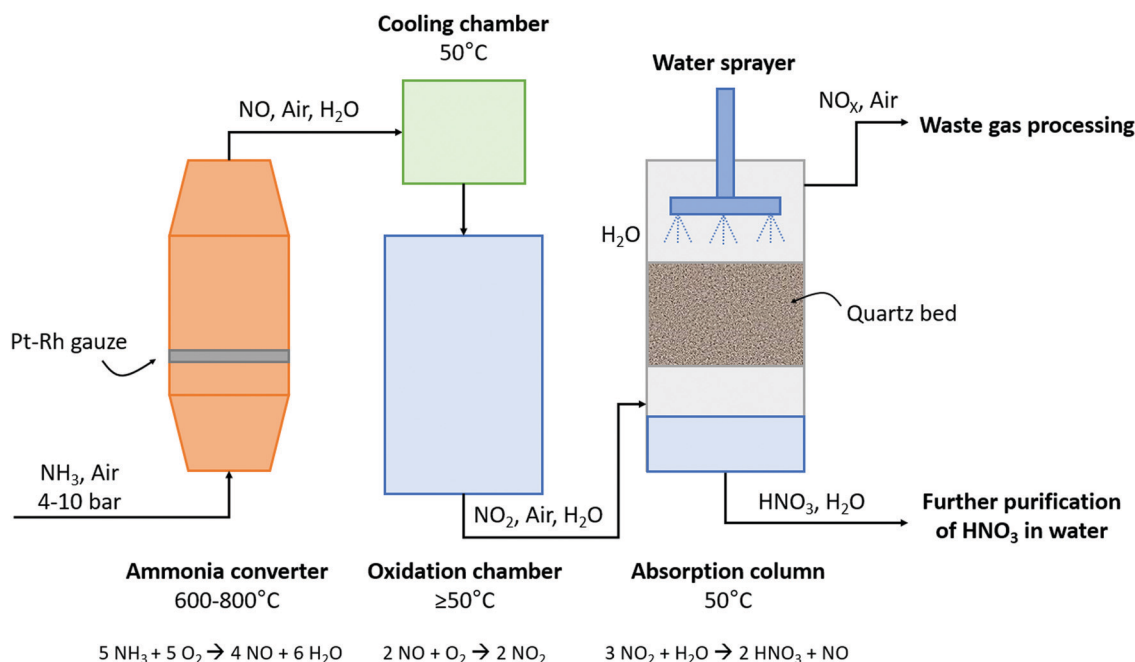 Cooling chamber
50°C
NO, Air, H₂O
Water sprayer
NOₓ, Air
Waste gas processing
H₂O
Quartz bed
Pt-Rh gauze
NH₃, Air
4-10 bar
NO₂, Air, H₂O
HNO₃, H₂O
Further purification
of HNO₃ in water
Ammonia converter
600-800°C
Oxidation chamber
≥50°C
Absorption column
50°C
5 NH₃ + 5 O₂ → 4 NO + 6 H₂O
2 NO + O₂ → 2 NO₂
3 NO₂ + H₂O → 2 HNO₃ + NO